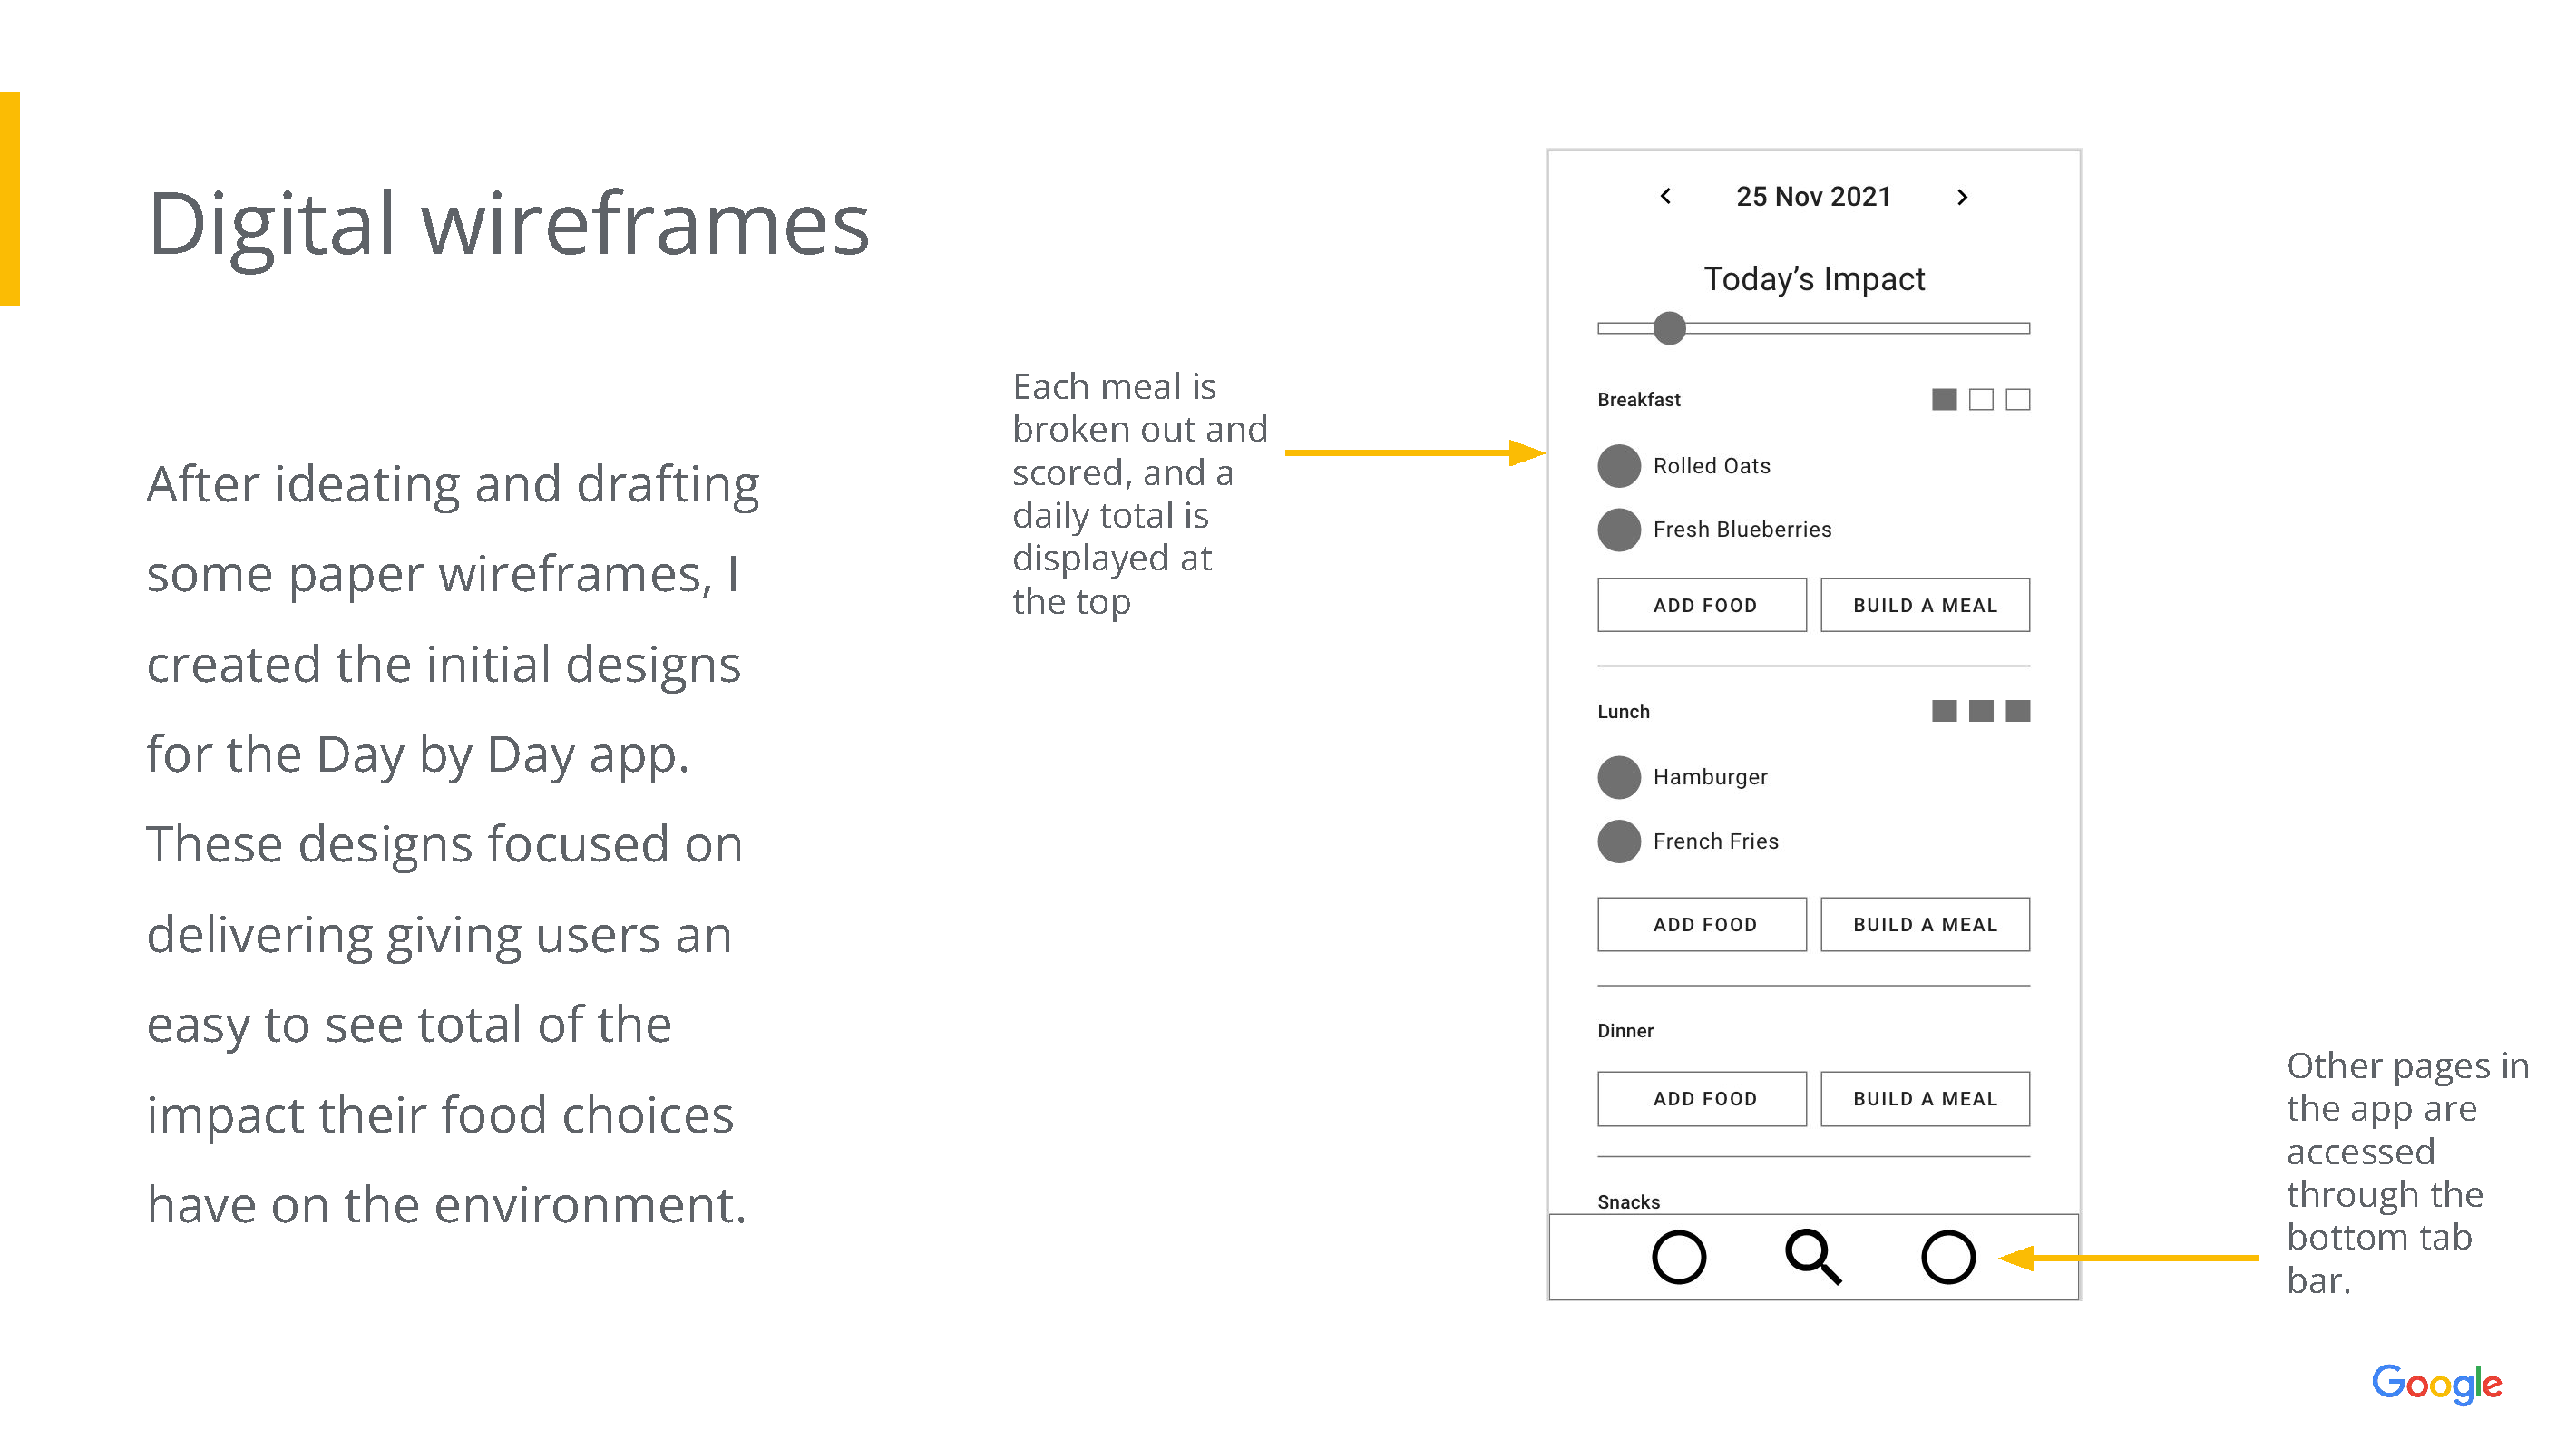 Digital wireframes
After ideating and drafting
some paper wireframes, I
created the initial designs
for the Day by Day app.
These designs focused on
delivering giving users an
easy to see total of the
impact their food choices
have on the environment.
Each meal is
broken out and
scored, and a
daily total is
displayed at
the top
25 Nov 2021
Today’s Impact
Breakfast
Rolled Oats
Fresh Blueberries
ADD FOOD BUILD A MEAL
Lunch
Hamburger
French Fries
ADD FOOD BUILD A MEAL
Dinner
ADD FOOD BUILD A MEAL
Snacks
Other pages in
the app are
accessed
through the
bottom tab
bar.
Google